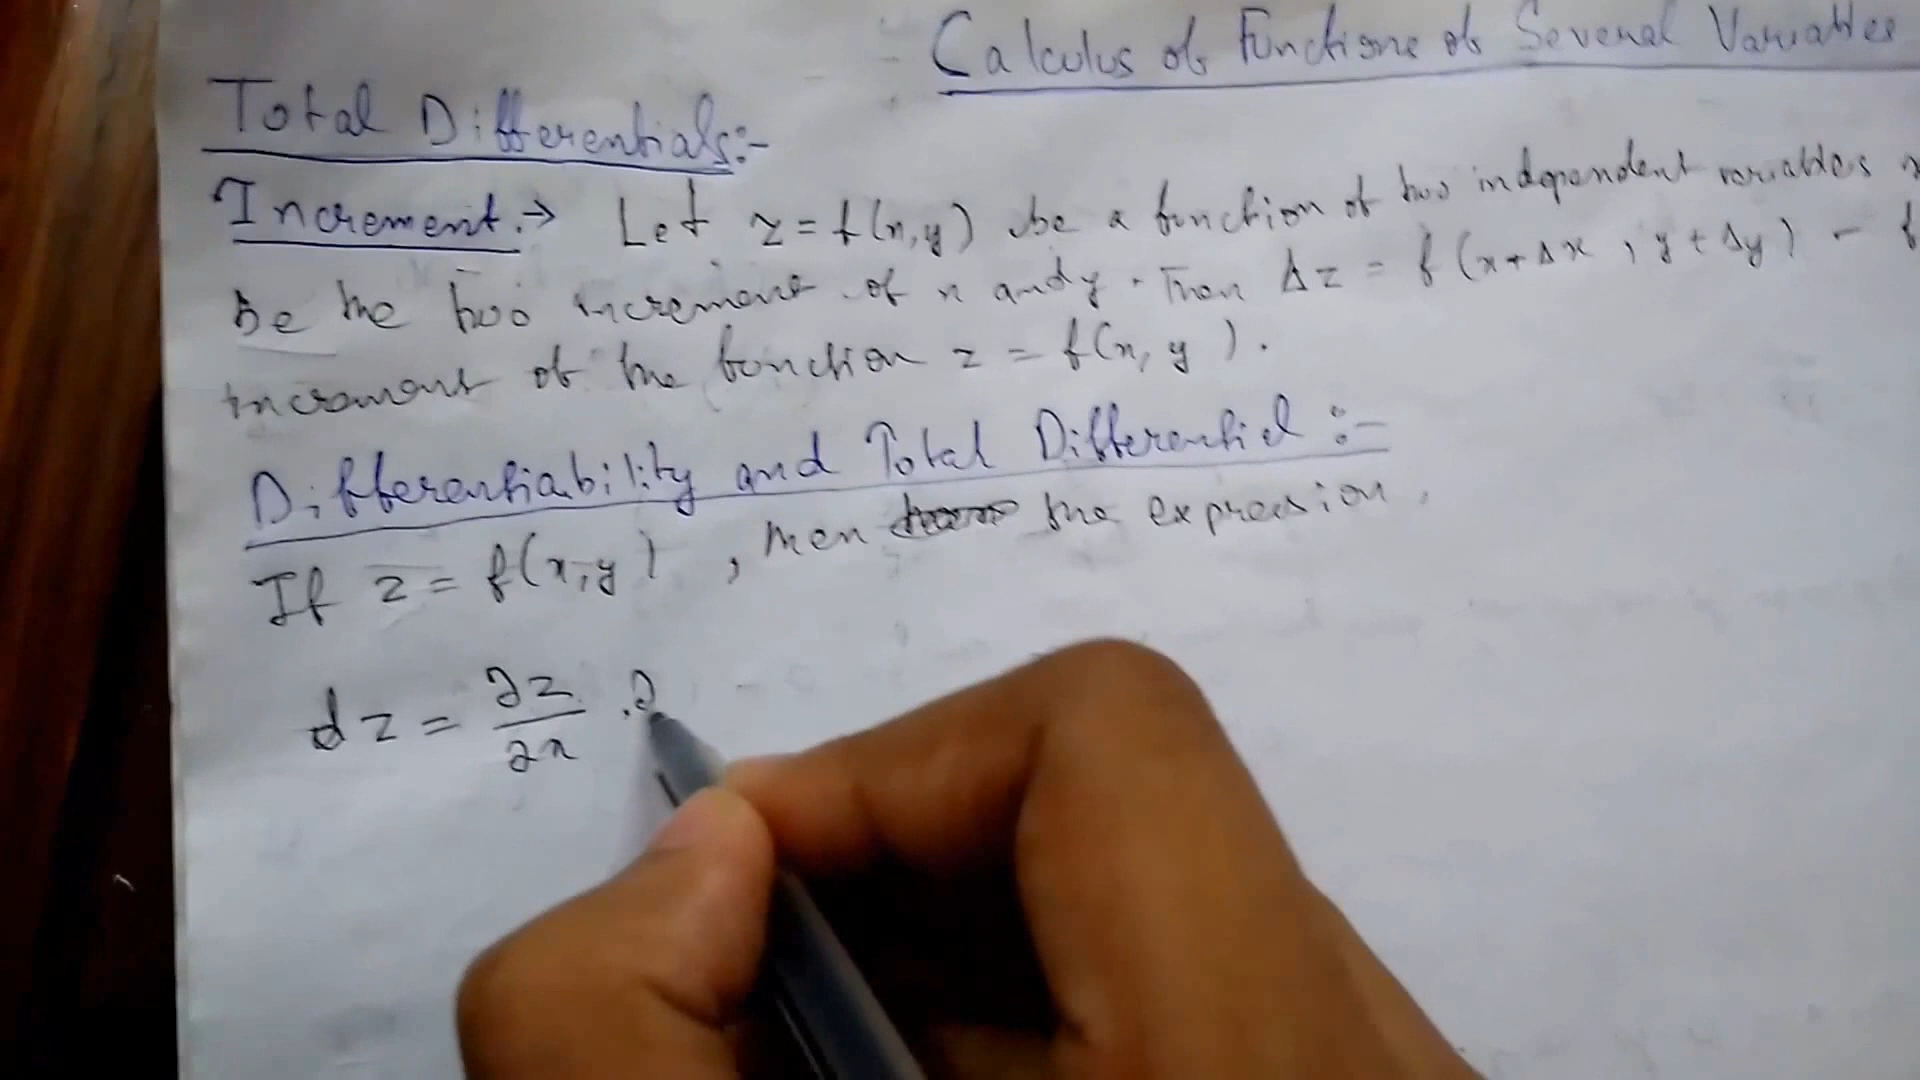 Calculus of Functions of Several Variables
Total Differentials:-
Increment.→ Let z = f(x,y) be a function of two independent variables x
be the two increment of x and y. Then Δz = f(x+Δx, y+Δy) - f
increment of the function z = f(x, y).
Differentiability and Total Differential :-
If z = f(x,y), then the expression,
dz = ∂z/∂x .∂